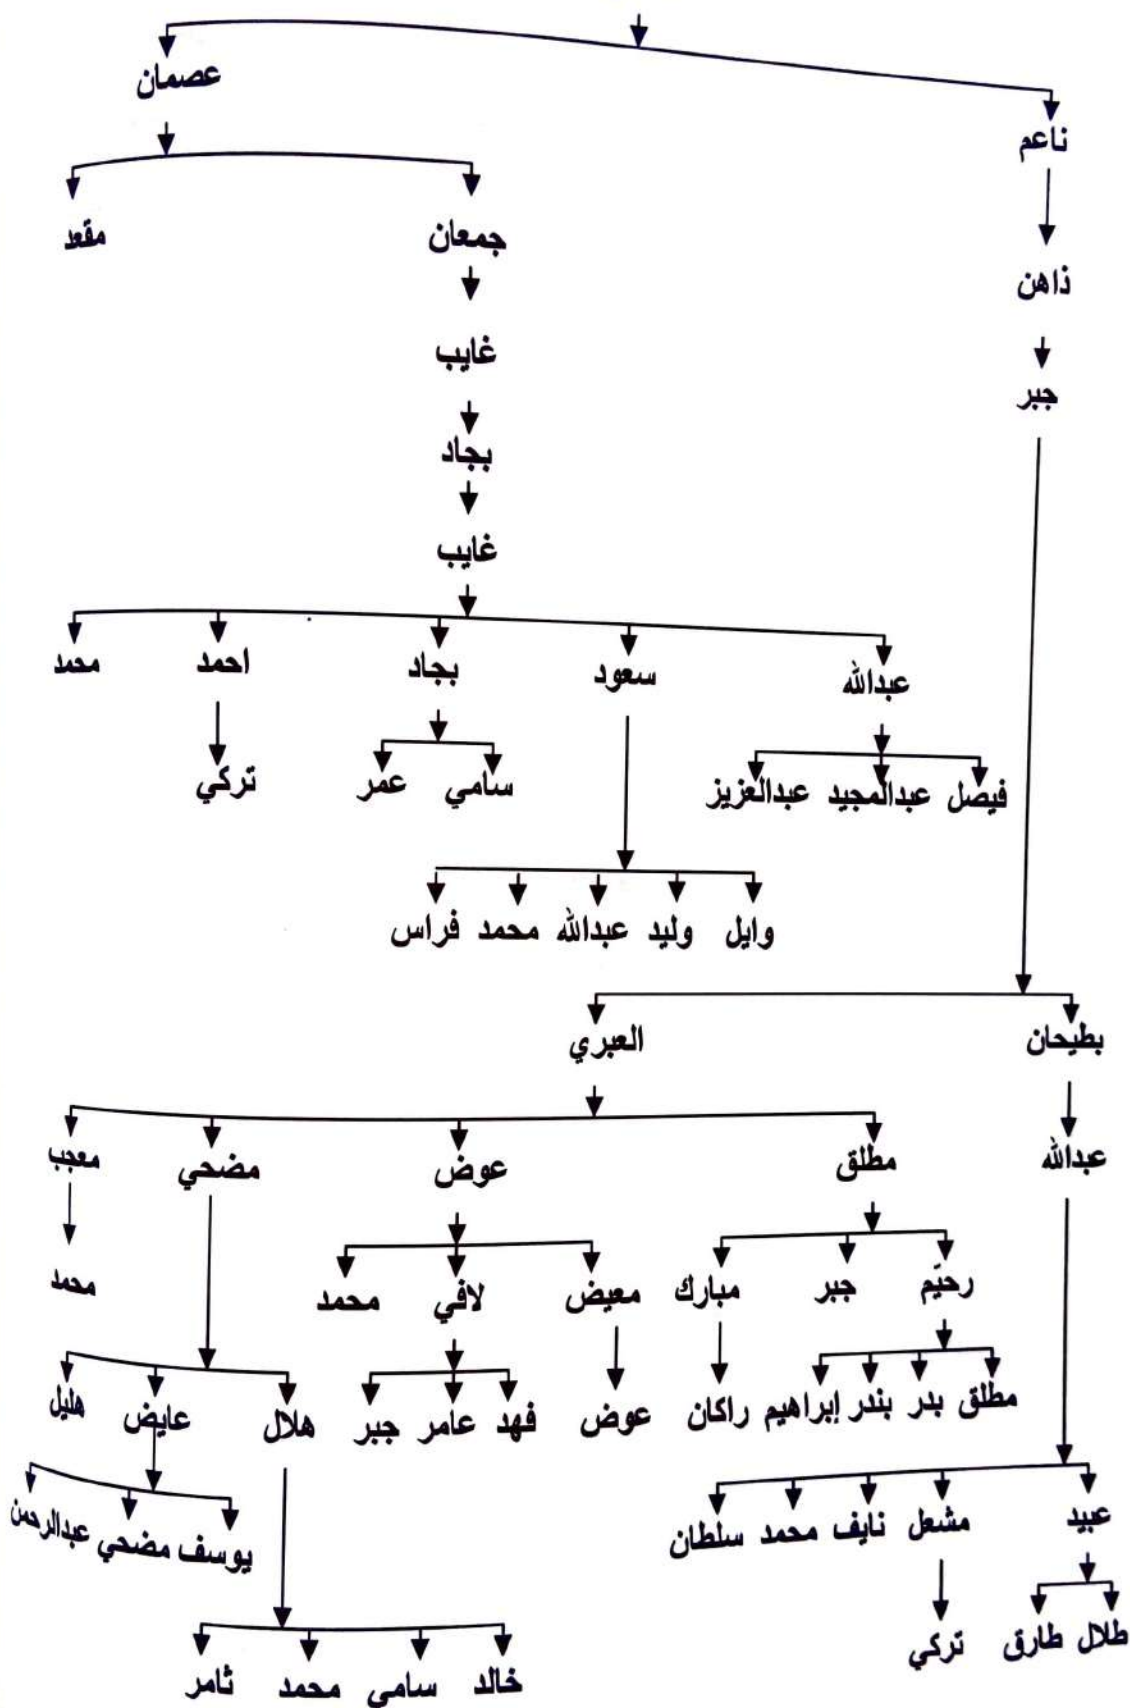 عصمان
ناعم
مقعد
جمعان
ذاهن
غايب
جبر
بجاد
غايب
عبدالله سعود بجاد احمد محمد
فيصل عبدالمجيد عبدالعزيز سامي عمر تركي
وايل وليد عبدالله محمد فراس
بطيحان العبري
عبدالله مطلق عوض مضحي معجب
رحيّم جبر مبارك معيض لافي محمد محمد
مطلق بدر بندر إبراهيم راكان عوض فهد عامر جبر هلال عايض هليل
عبيد مشعل نايف محمد سلطان يوسف مضحي عبدالرحمن
طلال طارق تركي خالد سامي محمد ثامر